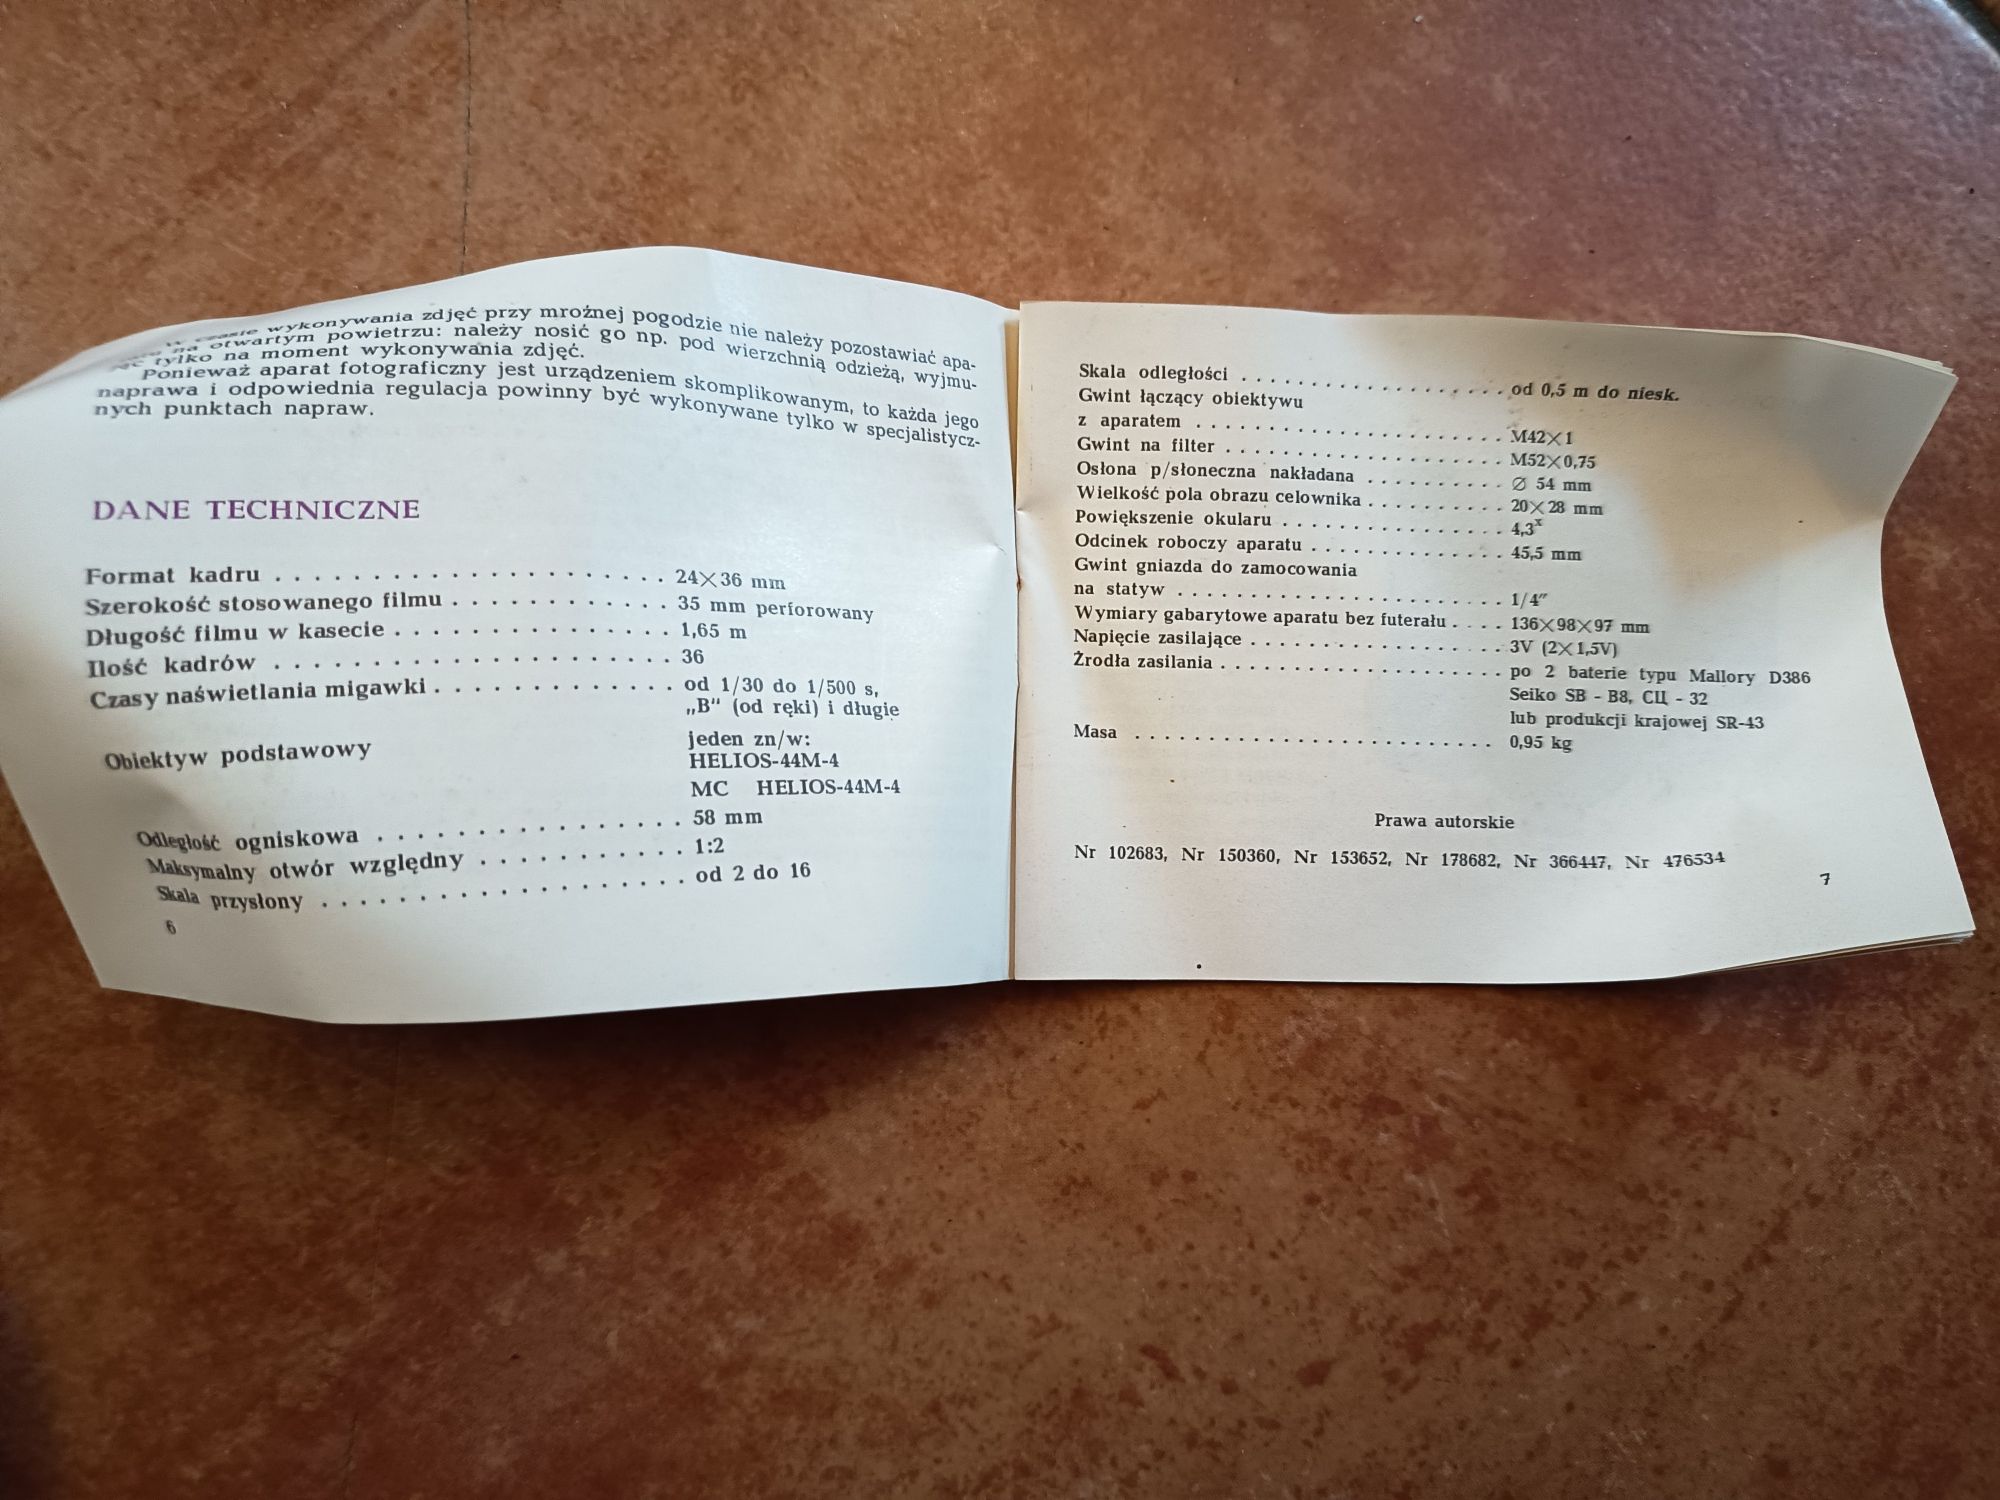 wykonywania zdjęć przy mroźnej pogodzie nie należy pozostawiać apa-
na otwartym powietrzu: należy nosić go np. pod wierzchnią odzieżą, wyjmu-
tylko na moment wykonywania zdjęć.
Ponieważ aparat fotograficzny jest urządzeniem skomplikowanym, to każda jego
naprawa i odpowiednia regulacja powinny być wykonywane tylko w specjalistycz-
nych punktach napraw.
DANE TECHNICZNE
Format kadru . . . . . . . . . . . . . . . . . . . . . . . . 24×36 mm
Szerokość stosowanego filmu . . . . . . . . . . . . . 35 mm perforowany
Długość filmu w kasecie . . . . . . . . . . . . . . . . . 1,65 m
Ilość kadrów . . . . . . . . . . . . . . . . . . . . . . . . 36
Czasy naświetlania migawki . . . . . . . . . . . . . . . od 1/30 do 1/500 s,
„B" (od ręki) i długie
Obiektyw podstawowy jeden zn/w:
HELIOS-44M-4
MC HELIOS-44M-4
Odległość ogniskowa . . . . . . . . . . . . . . . . . . . 58 mm
Maksymalny otwór względny . . . . . . . . . . . . . 1:2
Skala przysłony . . . . . . . . . . . . . . . . . . . . . . od 2 do 16
6
Skala odległości . . . . . . . . . . . . . . . . . . . od 0,5 m do niesk.
Gwint łączący obiektywu
z aparatem . . . . . . . . . . . . . . . . . . . . . . M42×1
Gwint na filter . . . . . . . . . . . . . . . . . . . . M52×0,75
Osłona p/słoneczna nakładana . . . . . . . . . . ∅ 54 mm
Wielkość pola obrazu celownika . . . . . . . . . . 20×28 mm
Powiększenie okularu . . . . . . . . . . . . . . . . 4,3ˣ
Odcinek roboczy aparatu . . . . . . . . . . . . . . 45,5 mm
Gwint gniazda do zamocowania
na statyw . . . . . . . . . . . . . . . . . . . . . . . . 1/4"
Wymiary gabarytowe aparatu bez futerału . . . . 136×98×97 mm
Napięcie zasilające . . . . . . . . . . . . . . . . . . 3V (2×1,5V)
Żrodła zasilania . . . . . . . . . . . . . . . . . . . . po 2 baterie typu Mallory D386
Seiko SB - B8, СЦ - 32
lub produkcji krajowej SR-43
Masa . . . . . . . . . . . . . . . . . . . . . . . . . . 0,95 kg
Prawa autorskie
Nr 102683, Nr 150360, Nr 153652, Nr 178682, Nr 366447, Nr 476534
7